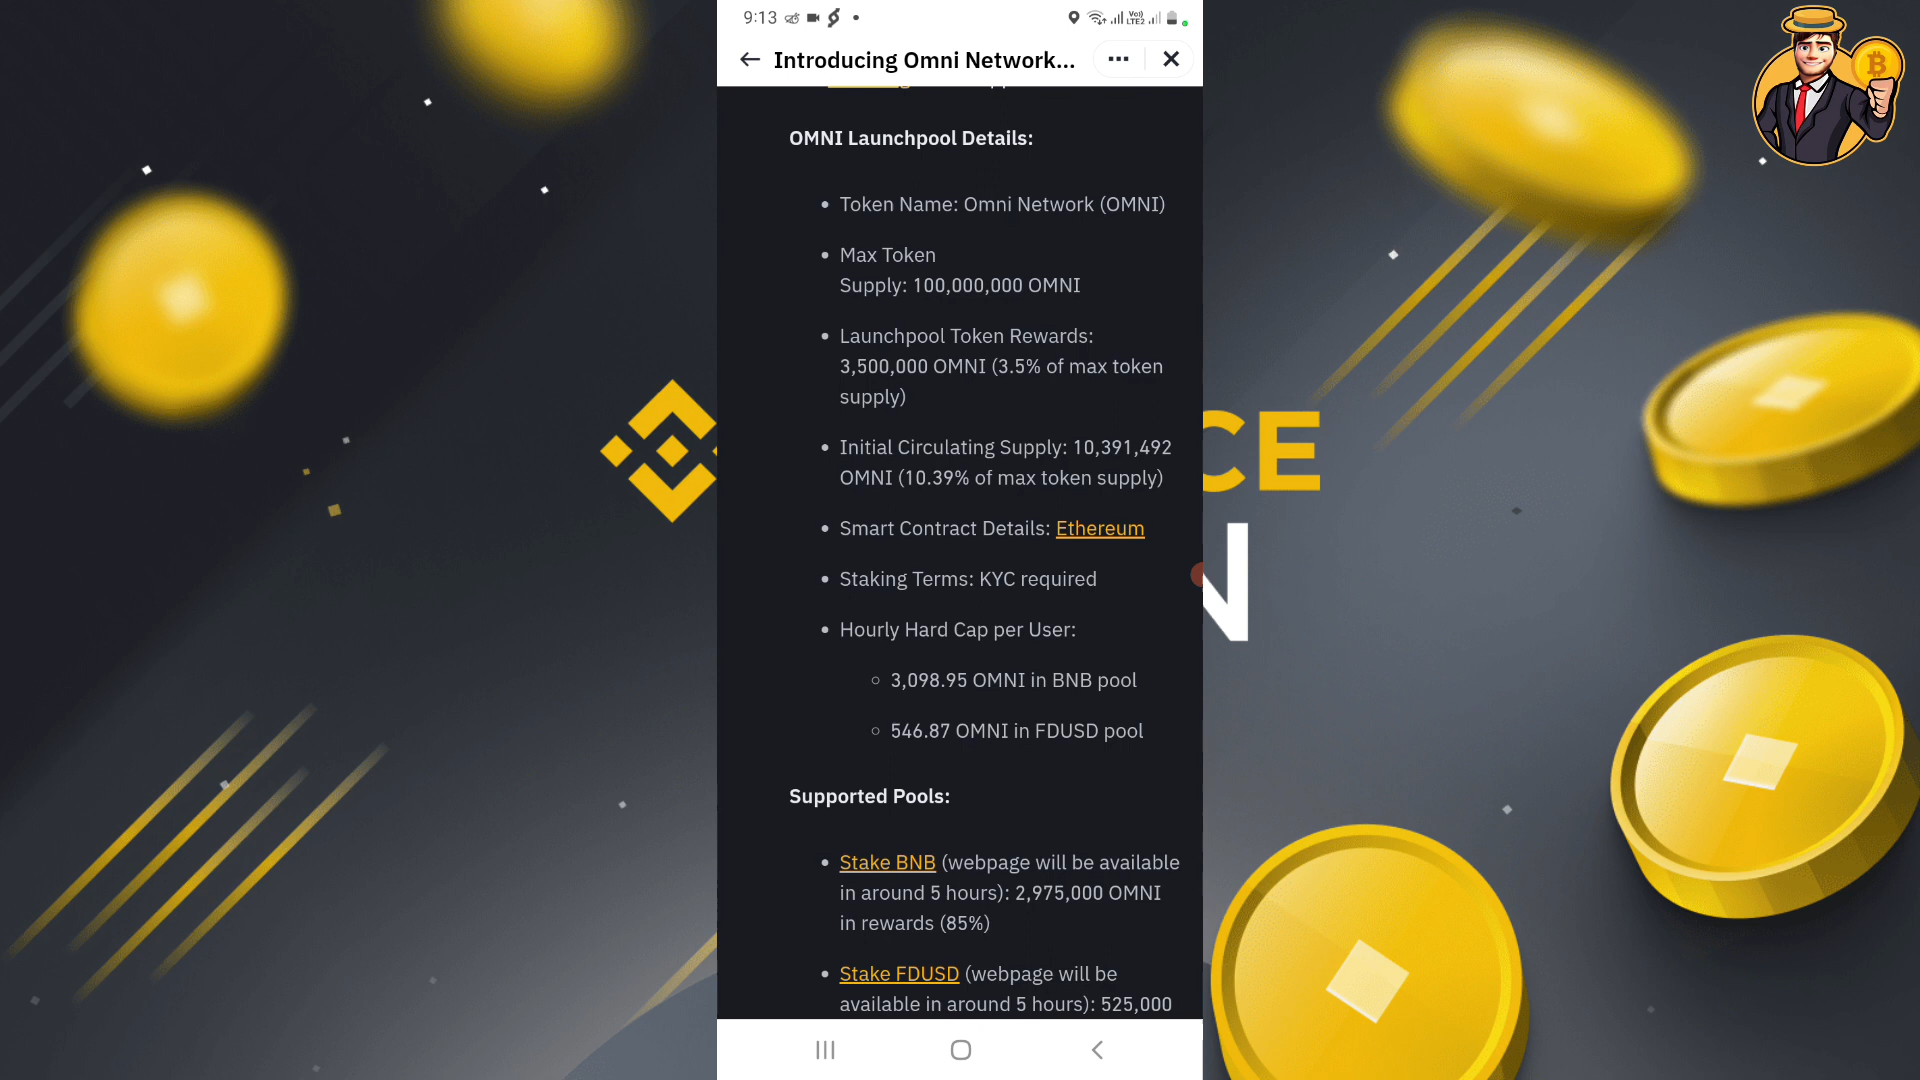 9:13
Vo)) LTE2
Introducing Omni Network...
OMNI Launchpool Details:
• Token Name: Omni Network (OMNI)
• Max Token
Supply: 100,000,000 OMNI
• Launchpool Token Rewards:
3,500,000 OMNI (3.5% of max token
supply)
• Initial Circulating Supply: 10,391,492
OMNI (10.39% of max token supply)
• Smart Contract Details: Ethereum
• Staking Terms: KYC required
• Hourly Hard Cap per User:
◦ 3,098.95 OMNI in BNB pool
◦ 546.87 OMNI in FDUSD pool
CE
N
Supported Pools:
• Stake BNB (webpage will be available
in around 5 hours): 2,975,000 OMNI
in rewards (85%)
• Stake FDUSD (webpage will be
available in around 5 hours): 525,000